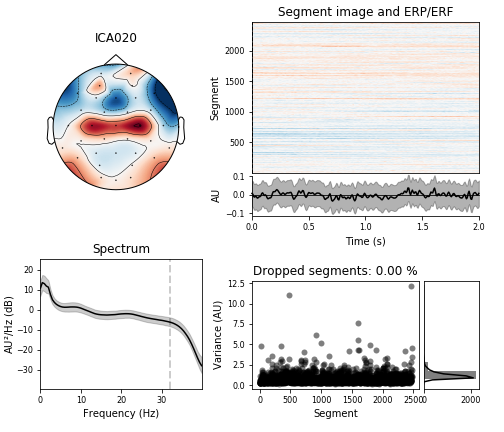 ICA020
Segment image and ERP/ERF
Segment
2000
1500
1000
500
AU
0.1
0.0
−0.1
0.0 0.5 1.0 1.5 2.0
Time (s)
Spectrum
AU²/Hz (dB)
20
10
0
−10
−20
−30
0 10 20 30
Frequency (Hz)
Dropped segments: 0.00 %
Variance (AU)
12.5
10.0
7.5
5.0
2.5
0.0
0 500 1000 1500 2000 2500
Segment
0 2000